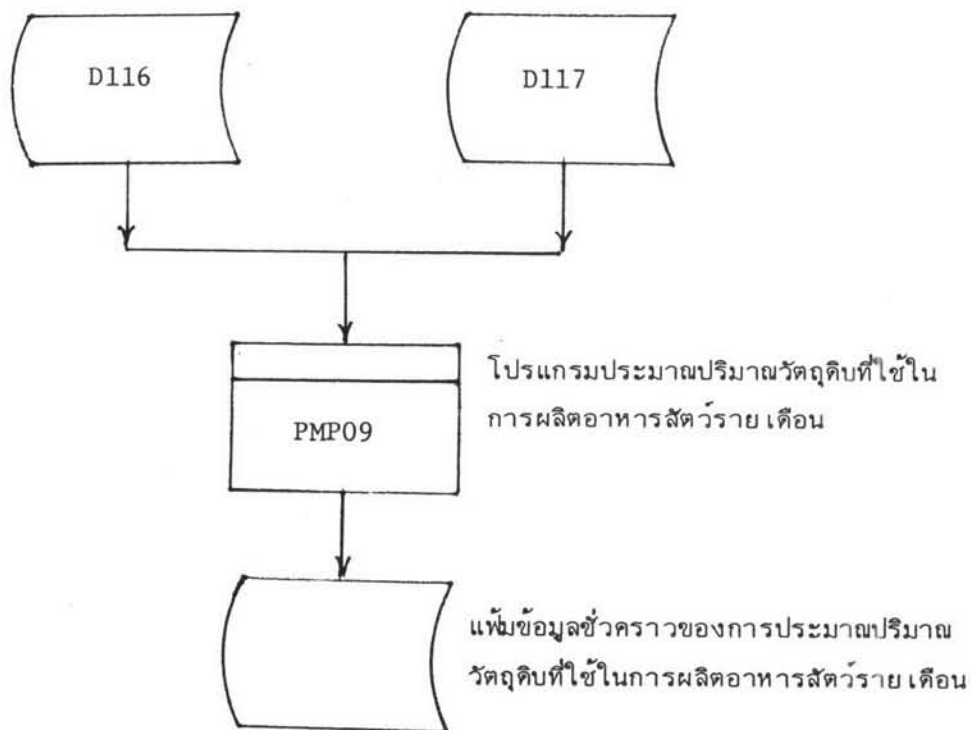 D116
D117
โปรแกรมประมาณปริมาณวัตถุดิบที่ใช้ใน
การผลิตอาหารสัตว์ราย เดือน
PMP09
แฟ้มข้อมูลชั่วคราวของการประมาณปริมาณ
วัตถุดิบที่ใช้ในการผลิตอาหารสัตว์ราย เดือน